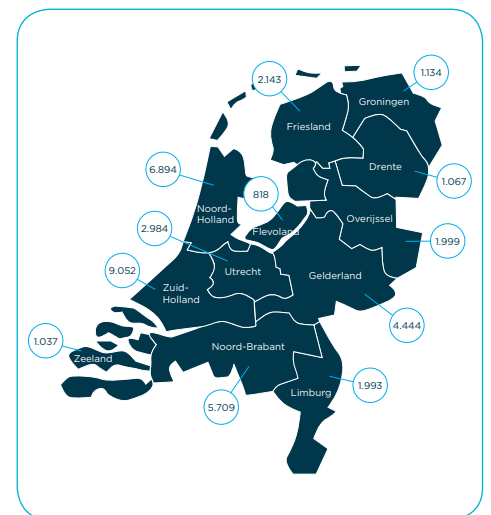 1.134
2.143
Groningen
Friesland
6.894
Drente
1.067
818
Noord-
Holland
Overijssel
2.984
Flevoland
1.999
9.052
Utrecht
Gelderland
Zuid-
Holland
4.444
1.037
Noord-Brabant
Zeeland
1.993
Limburg
5.709